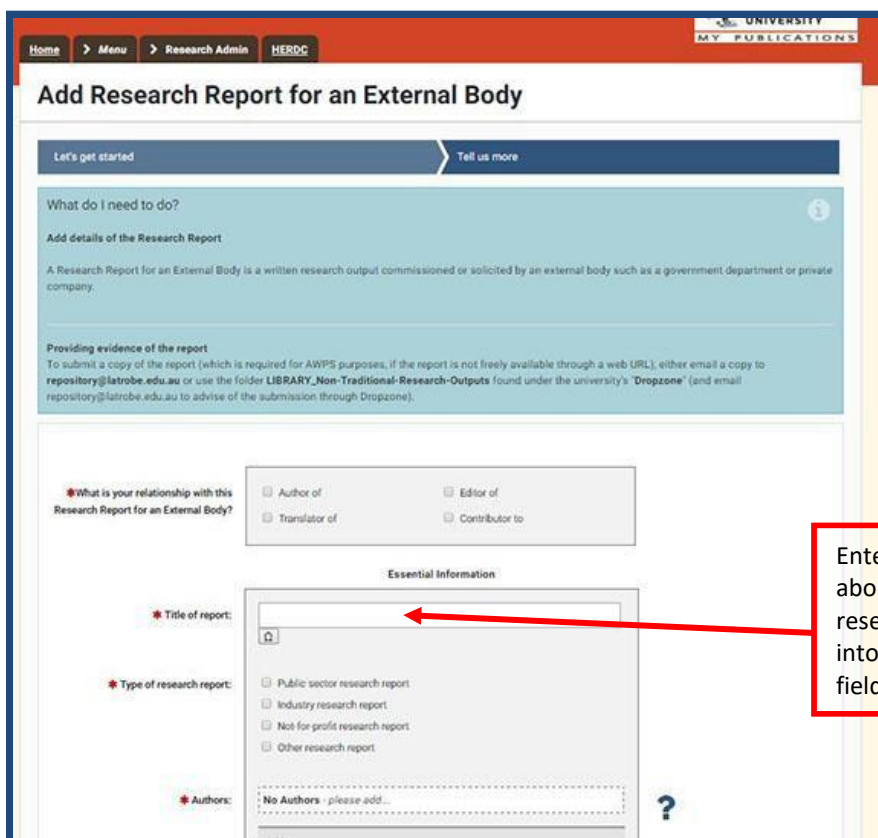 UNIVERSITY
MY PUBLICATIONS
Home > Menu > Research Admin HERDC
Add Research Report for an External Body
Let's get started Tell us more
What do I need to do?
Add details of the Research Report
A Research Report for an External Body is a written research output commissioned or solicited by an external body such as a government department or private
company.
Providing evidence of the report
To submit a copy of the report (which is required for AWPS purposes, if the report is not freely available through a web URL), either email a copy to
repository@latrobe.edu.au or use the folder LIBRARY_Non-Traditional-Research-Outputs found under the university's "Dropzone" (and email
repository@latrobe.edu.au to advise of the submission through Dropzone).
*What is your relationship with this
Research Report for an External Body?
Author of Editor of
Translator of Contributor to
Essential Information
* Title of report:
Ω
* Type of research report:
Public sector research report
Industry research report
Not-for-profit research report
Other research report
* Authors: No Authors - please add...
?
Ente
abo
rese
into
field